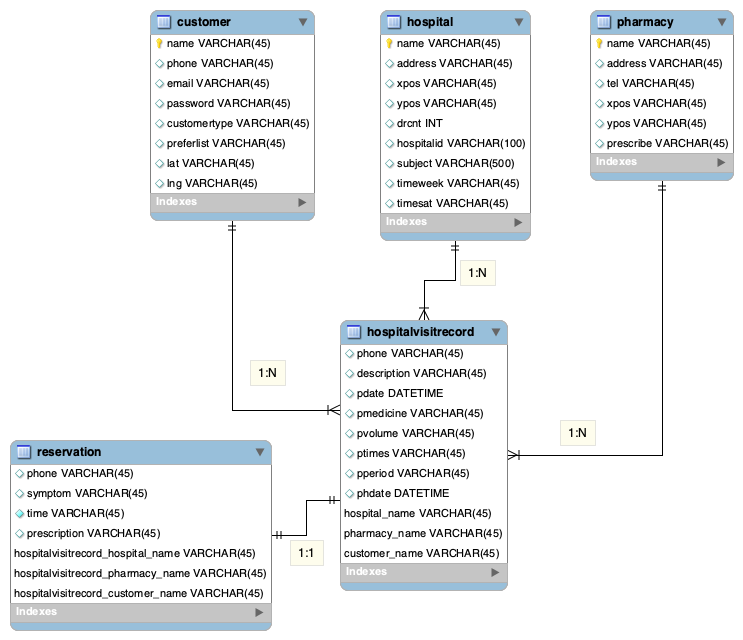 customer
name VARCHAR(45)
phone VARCHAR(45)
email VARCHAR(45)
password VARCHAR(45)
customertype VARCHAR(45)
preferlist VARCHAR(45)
lat VARCHAR(45)
lng VARCHAR(45)
Indexes
hospital
name VARCHAR(45)
address VARCHAR(45)
xpos VARCHAR(45)
ypos VARCHAR(45)
drcnt INT
hospitalid VARCHAR(100)
subject VARCHAR(500)
timeweek VARCHAR(45)
timesat VARCHAR(45)
Indexes
pharmacy
name VARCHAR(45)
address VARCHAR(45)
tel VARCHAR(45)
xpos VARCHAR(45)
ypos VARCHAR(45)
prescribe VARCHAR(45)
Indexes
1:N
1:N
1:N
hospitalvisitrecord
phone VARCHAR(45)
description VARCHAR(45)
pdate DATETIME
pmedicine VARCHAR(45)
pvolume VARCHAR(45)
ptimes VARCHAR(45)
pperiod VARCHAR(45)
phdate DATETIME
hospital_name VARCHAR(45)
pharmacy_name VARCHAR(45)
customer_name VARCHAR(45)
Indexes
reservation
phone VARCHAR(45)
symptom VARCHAR(45)
time VARCHAR(45)
prescription VARCHAR(45)
hospitalvisitrecord_hospital_name VARCHAR(45)
hospitalvisitrecord_pharmacy_name VARCHAR(45)
hospitalvisitrecord_customer_name VARCHAR(45)
Indexes
1:1